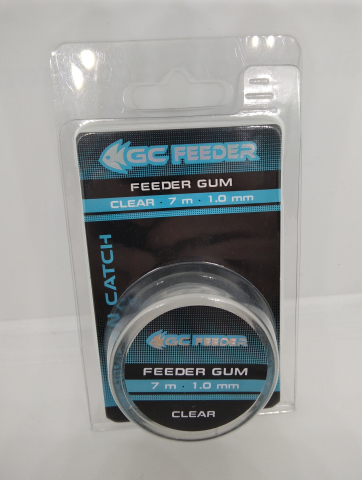 GC FEEDER
FEEDER GUM
CLEAR · 7 m · 1.0 mm
CATCH
GC FEEDER
FEEDER GUM
7 m · 1.0 mm
CLEAR